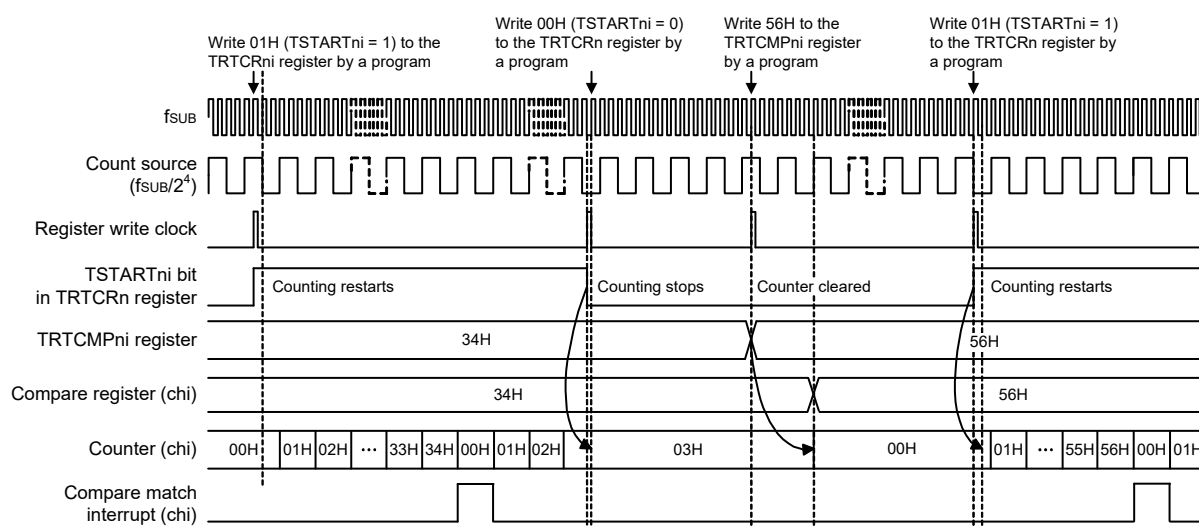 Write 01H (TSTARTni = 1) to the
TRTCRni register by a program
Write 00H (TSTARTni = 0)
to the TRTCRn register by
a program
Write 56H to the
TRTCMPni register
by a program
Write 01H (TSTARTni = 1)
to the TRTCRn register by
a program
fSUB
Count source
(fSUB/2⁴)
Register write clock
TSTARTni bit
in TRTCRn register
Counting restarts
Counting stops
Counter cleared
Counting restarts
TRTCMPni register
34H
56H
Compare register (chi)
34H
56H
Counter (chi)
00H 01H 02H ··· 33H 34H 00H 01H 02H 03H 00H 01H ··· 55H 56H 00H 01H
Compare match
interrupt (chi)